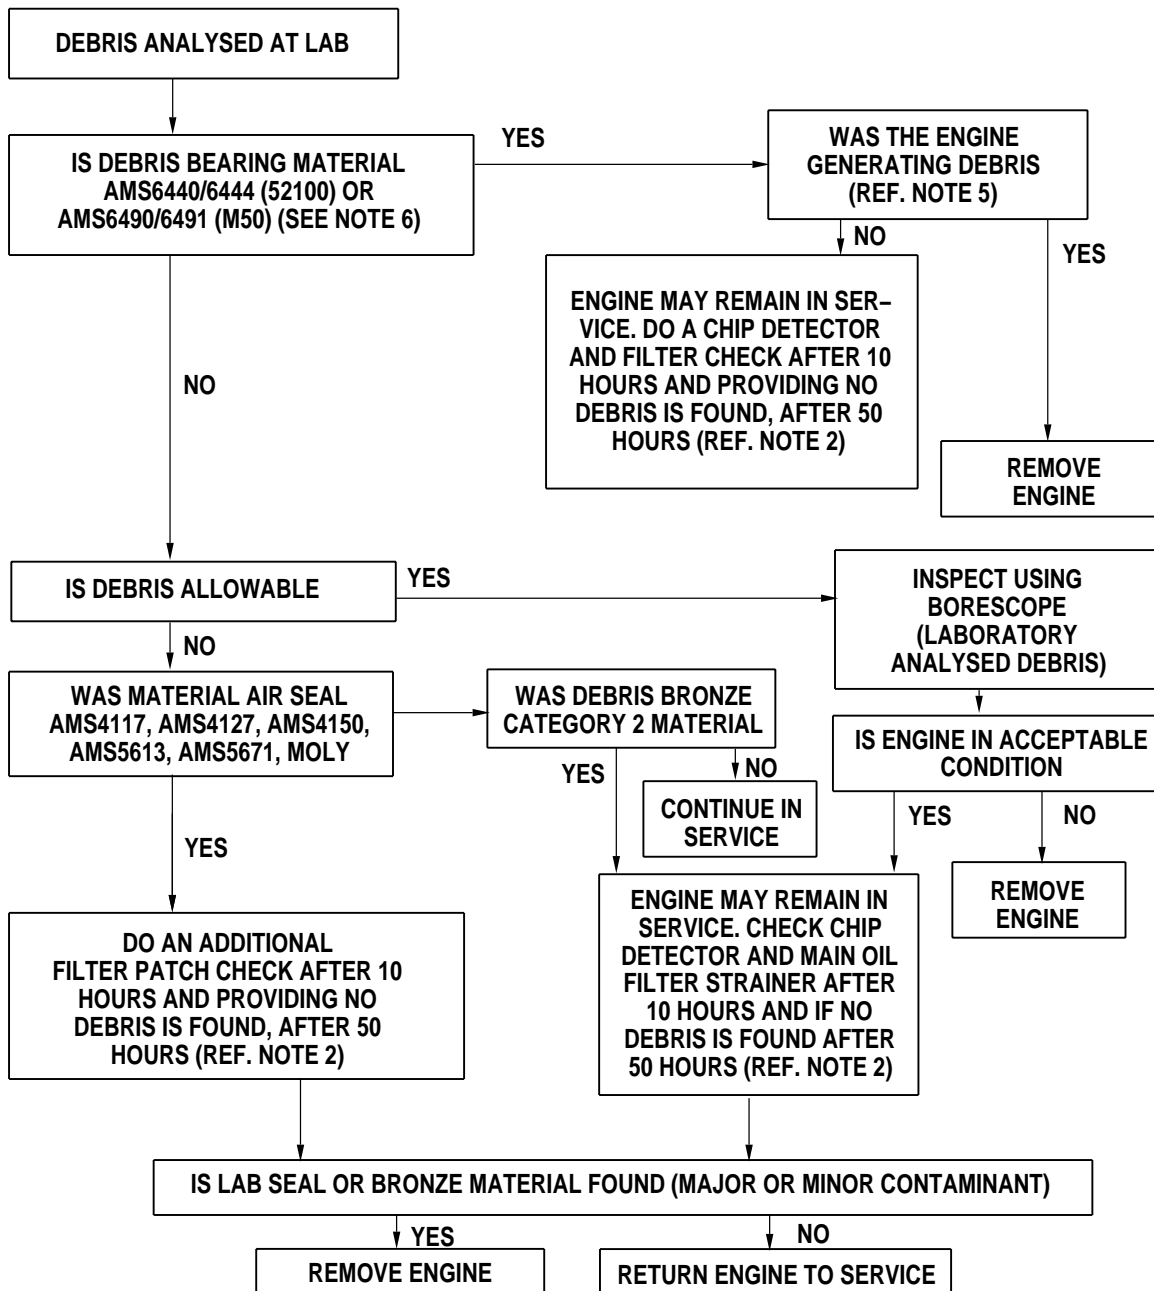 DEBRIS ANALYSED AT LAB
IS DEBRIS BEARING MATERIAL
AMS6440/6444 (52100) OR
AMS6490/6491 (M50) (SEE NOTE 6)
YES
WAS THE ENGINE
GENERATING DEBRIS
(REF. NOTE 5)
NO
YES
ENGINE MAY REMAIN IN SER–
VICE. DO A CHIP DETECTOR
AND FILTER CHECK AFTER 10
HOURS AND PROVIDING NO
DEBRIS IS FOUND, AFTER 50
HOURS (REF. NOTE 2)
REMOVE
ENGINE
NO
IS DEBRIS ALLOWABLE
YES
INSPECT USING
BORESCOPE
(LABORATORY
ANALYSED DEBRIS)
NO
WAS MATERIAL AIR SEAL
AMS4117, AMS4127, AMS4150,
AMS5613, AMS5671, MOLY
WAS DEBRIS BRONZE
CATEGORY 2 MATERIAL
IS ENGINE IN ACCEPTABLE
CONDITION
YES
NO
CONTINUE IN
SERVICE
YES
NO
REMOVE
ENGINE
YES
DO AN ADDITIONAL
FILTER PATCH CHECK AFTER 10
HOURS AND PROVIDING NO
DEBRIS IS FOUND, AFTER 50
HOURS (REF. NOTE 2)
ENGINE MAY REMAIN IN
SERVICE. CHECK CHIP
DETECTOR AND MAIN OIL
FILTER STRAINER AFTER
10 HOURS AND IF NO
DEBRIS IS FOUND AFTER
50 HOURS (REF. NOTE 2)
IS LAB SEAL OR BRONZE MATERIAL FOUND (MAJOR OR MINOR CONTAMINANT)
YES
NO
REMOVE ENGINE
RETURN ENGINE TO SERVICE